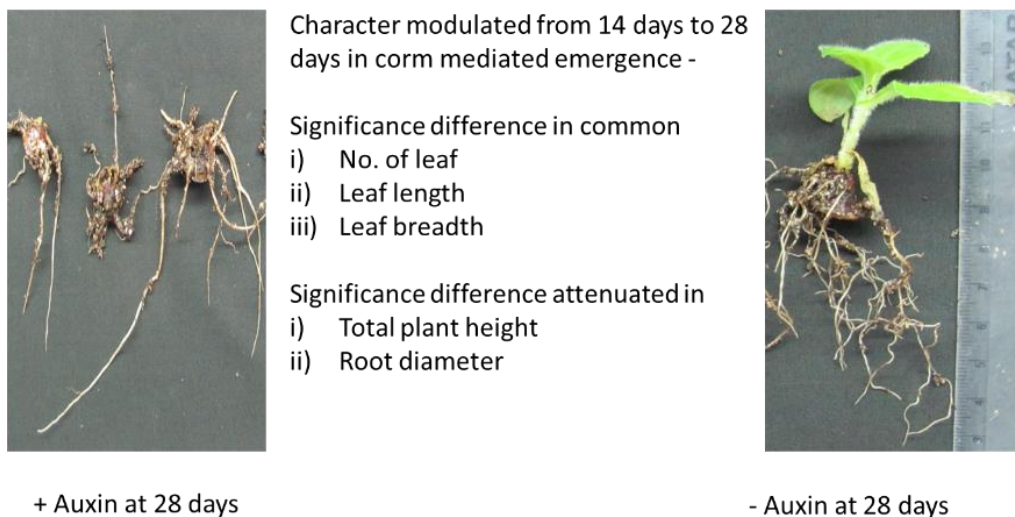 Character modulated from 14 days to 28
days in corm mediated emergence -
Significance difference in common
i) No. of leaf
ii) Leaf length
iii) Leaf breadth
Significance difference attenuated in
i) Total plant height
ii) Root diameter
+ Auxin at 28 days
- Auxin at 28 days